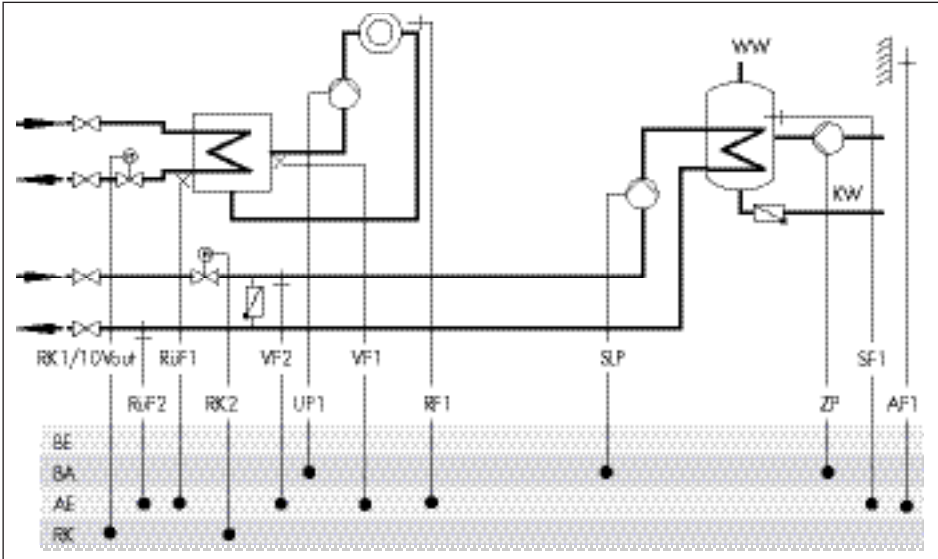 WW
KW
RK1/10Vout RüF1 VF2 VF1 SLP SF1
RüF2 RK2 UP1 RF1 ZP AF1
BE
BA
AE
RK